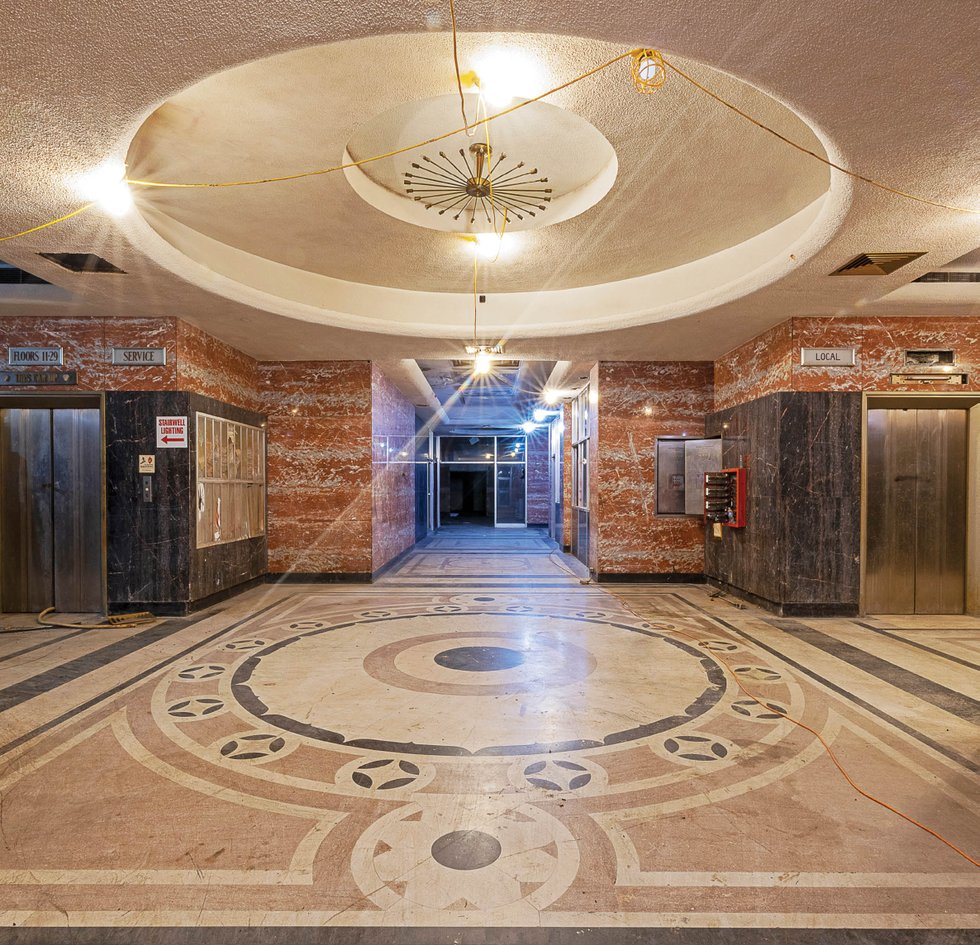 FLOORS 11-29
SERVICE
LOCAL
STAIRWELL
LIGHTING